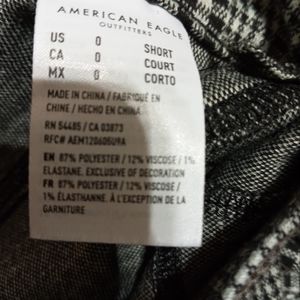 AMERICAN EAGLE
OUTFITTERS
US 0 SHORT
CA 0 COURT
MX 0 CORTO
MADE IN CHINA / FABRIQUÉ EN
CHINE / HECHO EN CHINA
RN 54485 / CA 03873
RFC# AEM120605U9A
EN 87% POLYESTER / 12% VISCOSE / 1%
ELASTANE. EXCLUSIVE OF DECORATION
FR 87% POLYESTER / 12% VISCOSE /
1% ÉLASTHANNE. À L'EXCEPTION DE LA
GARNITURE